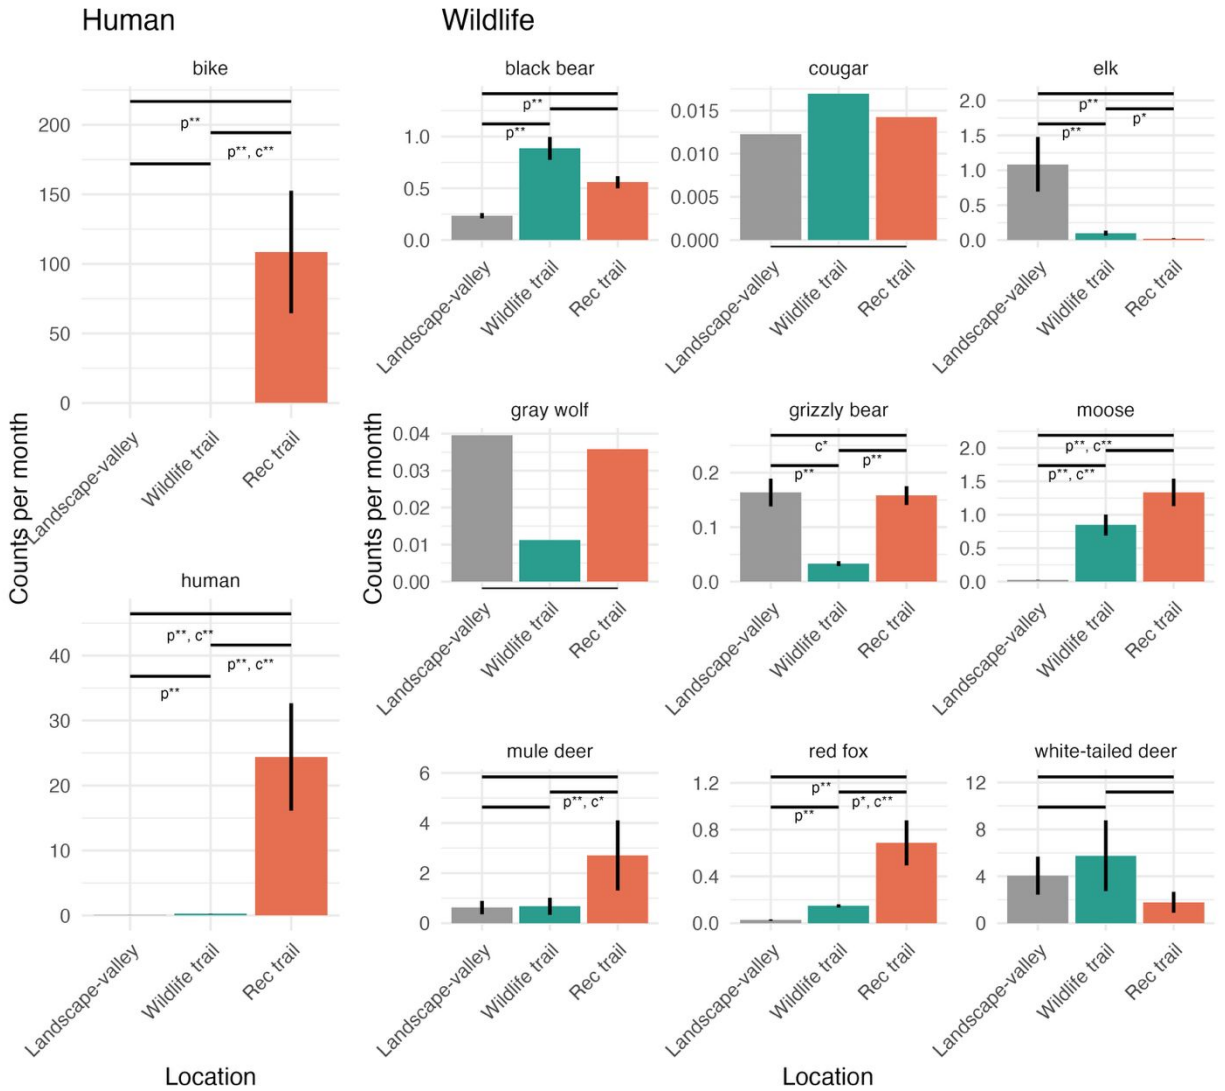 Human
Wildlife
bike
200
150
100
50
0
p**
p**, c**
Landscape-valley
Wildlife trail
Rec trail
human
40
30
20
10
0
p**, c**
p**, c**
p**
Landscape-valley
Wildlife trail
Rec trail
Counts per month
Location
black bear
1.0
0.5
0.0
p**
p**
Landscape-valley
Wildlife trail
Rec trail
cougar
0.015
0.010
0.005
0.000
Landscape-valley
Wildlife trail
Rec trail
elk
2.0
1.5
1.0
0.5
0.0
p**
p*
p**
Landscape-valley
Wildlife trail
Rec trail
gray wolf
0.04
0.03
0.02
0.01
0.00
Landscape-valley
Wildlife trail
Rec trail
grizzly bear
0.2
0.1
0.0
c*
p**
p**
Landscape-valley
Wildlife trail
Rec trail
moose
2.0
1.5
1.0
0.5
0.0
p**, c**
p**, c**
Landscape-valley
Wildlife trail
Rec trail
mule deer
6
4
2
0
p**, c*
Landscape-valley
Wildlife trail
Rec trail
red fox
1.2
0.8
0.4
0.0
p**
p*, c**
p**
Landscape-valley
Wildlife trail
Rec trail
white-tailed deer
12
8
4
0
Landscape-valley
Wildlife trail
Rec trail
Counts per month
Location